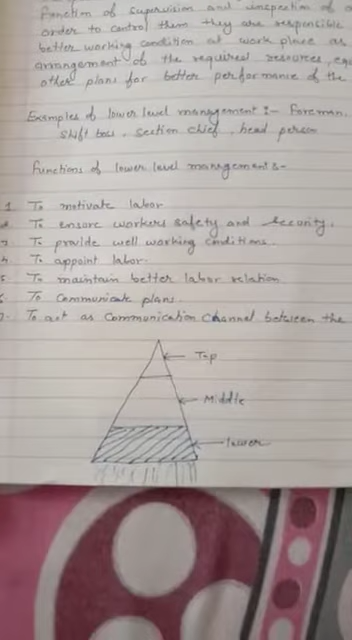 function of supervision and inspection of
order to control them they are responsible
better working condition at work place as
arrangement of the required resources,
other plans for better performance of the
Examples of lower level management :- Foreman,
shift boss, section chief, head person
functions of lower level management :-
1. To motivate labor
2. To ensore workers safety and security.
3. To provide well working conditions.
4. To appoint labor.
5. To maintain better labor relation
6. To communicate plans.
7. To act as communication channel between the
Top
Middle
lower